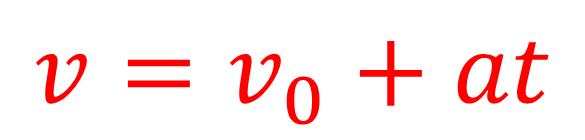 v = v₀ + at